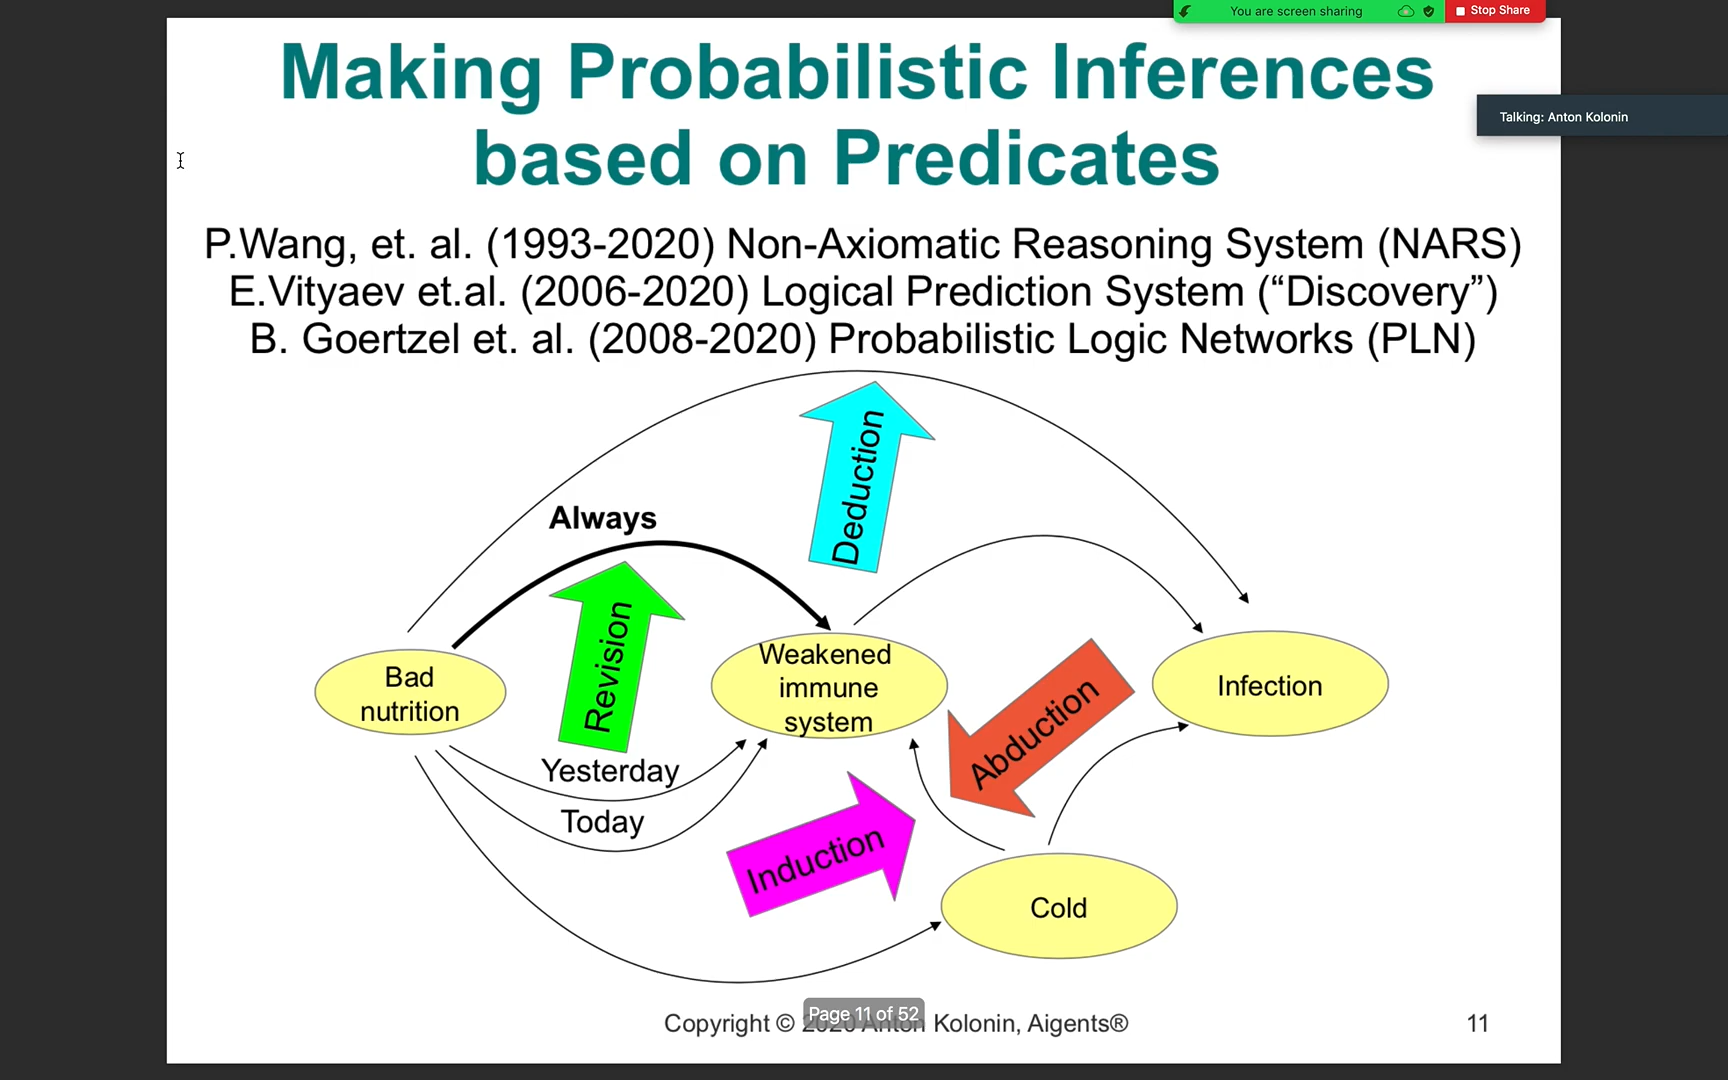 You are screen sharing
Stop Share
Talking: Anton Kolonin
Making Probabilistic Inferences
based on Predicates
P.Wang, et. al. (1993-2020) Non-Axiomatic Reasoning System (NARS)
E.Vityaev et.al. (2006-2020) Logical Prediction System (“Discovery”)
B. Goertzel et. al. (2008-2020) Probabilistic Logic Networks (PLN)
Deduction
Always
Revision
Bad
nutrition
Weakened
immune
system
Infection
Abduction
Yesterday
Today
Induction
Cold
Page 11 of 52
Copyright © 2020 Anton Kolonin, Aigents®
11